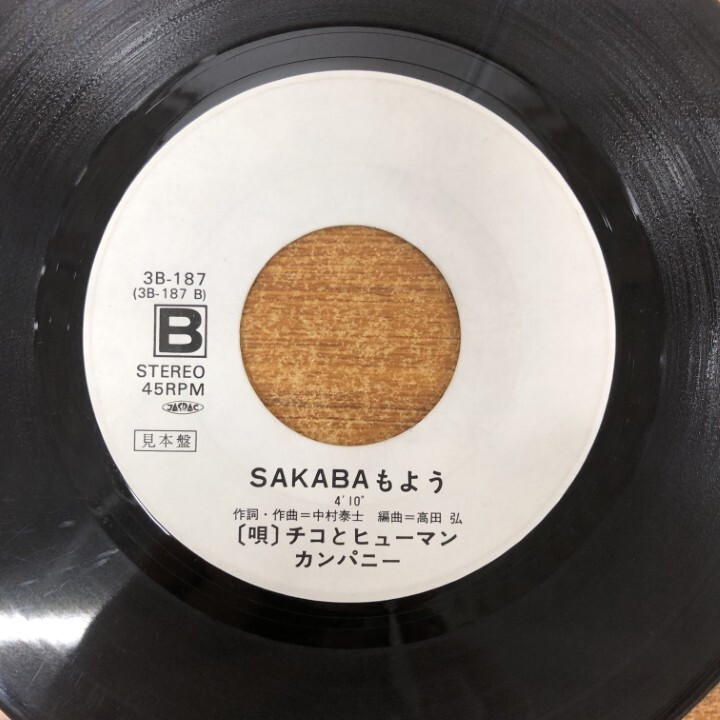 3B-187
(3B-187 B)
B
STEREO
45RPM
JASRAC
見本盤
SAKABAもよう
4'10"
作詞・作曲＝中村泰士 編曲＝高田 弘
〔唄〕チコとヒューマン
カンパニー